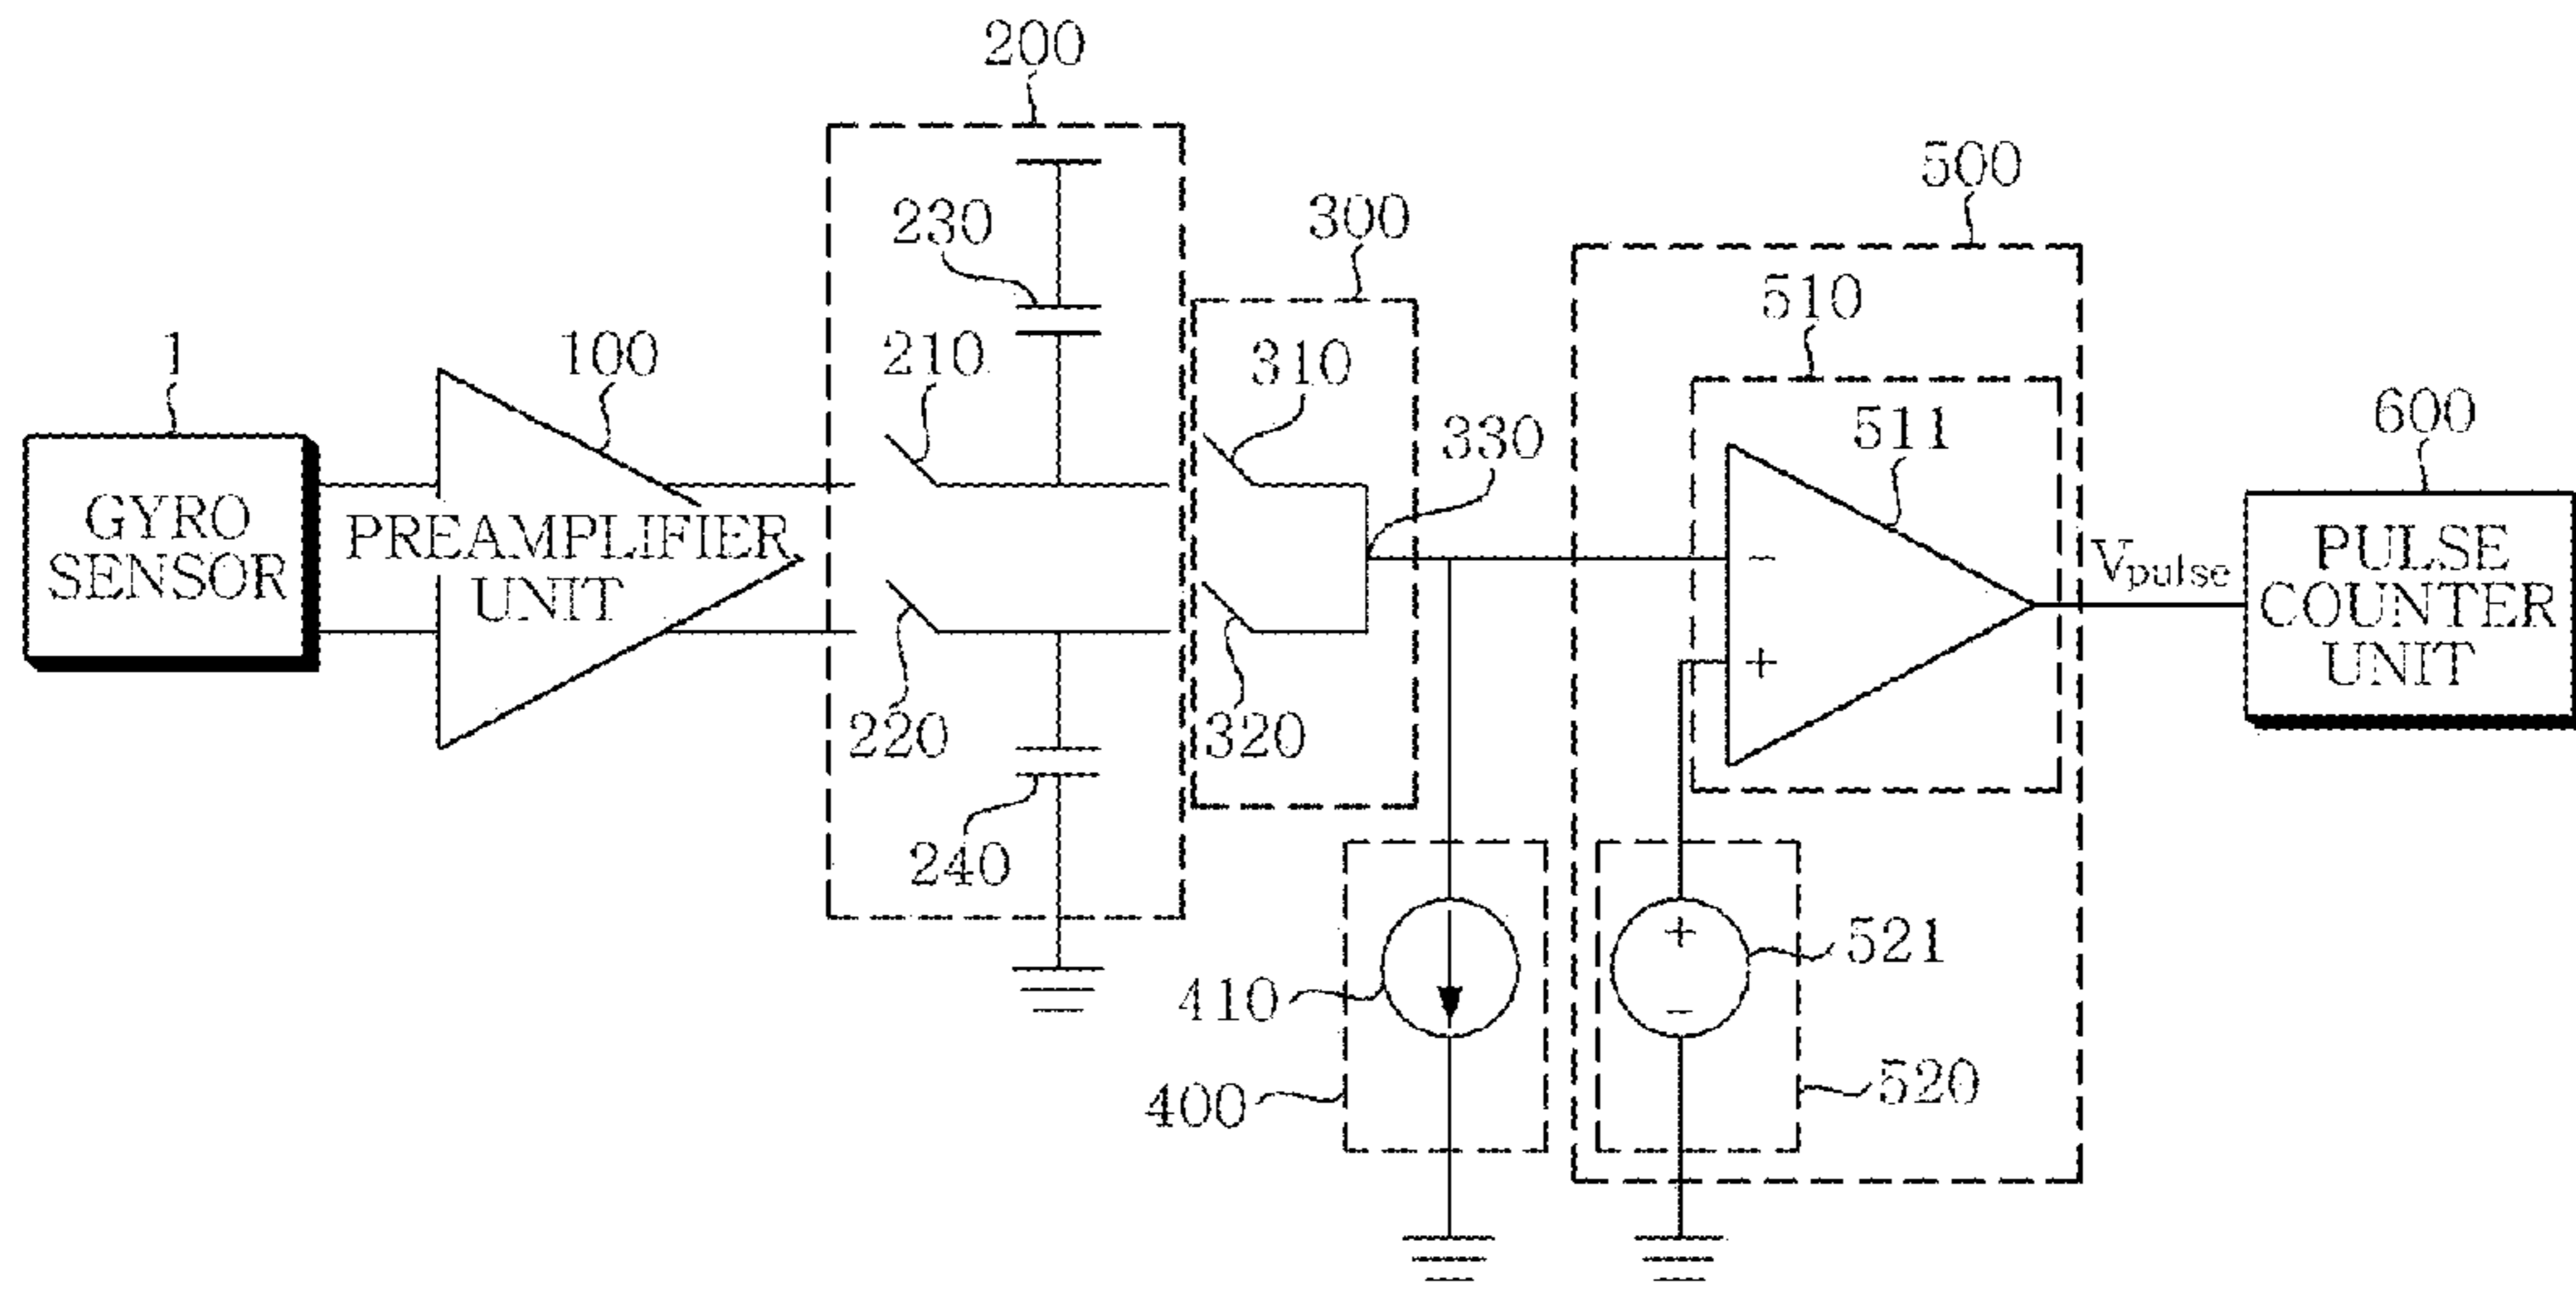 200
500
230
300
510
1
100
210
310
330
511
600
GYRO
SENSOR
PREAMPLIFIER
UNIT
−
+
Vpulse
PULSE
COUNTER
UNIT
220
320
240
410
+
−
521
400
520